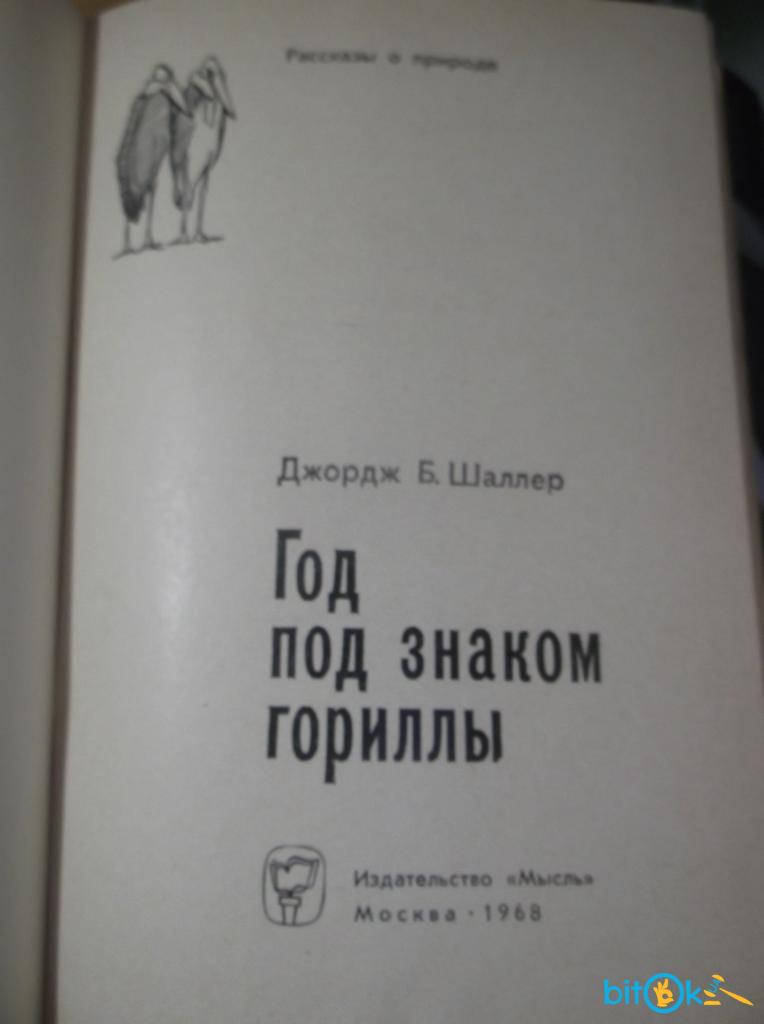 Рассказы о природе
Джордж Б. Шаллер
Год
под знаком
гориллы
Издательство «Мысль»
Москва · 1968
bitok